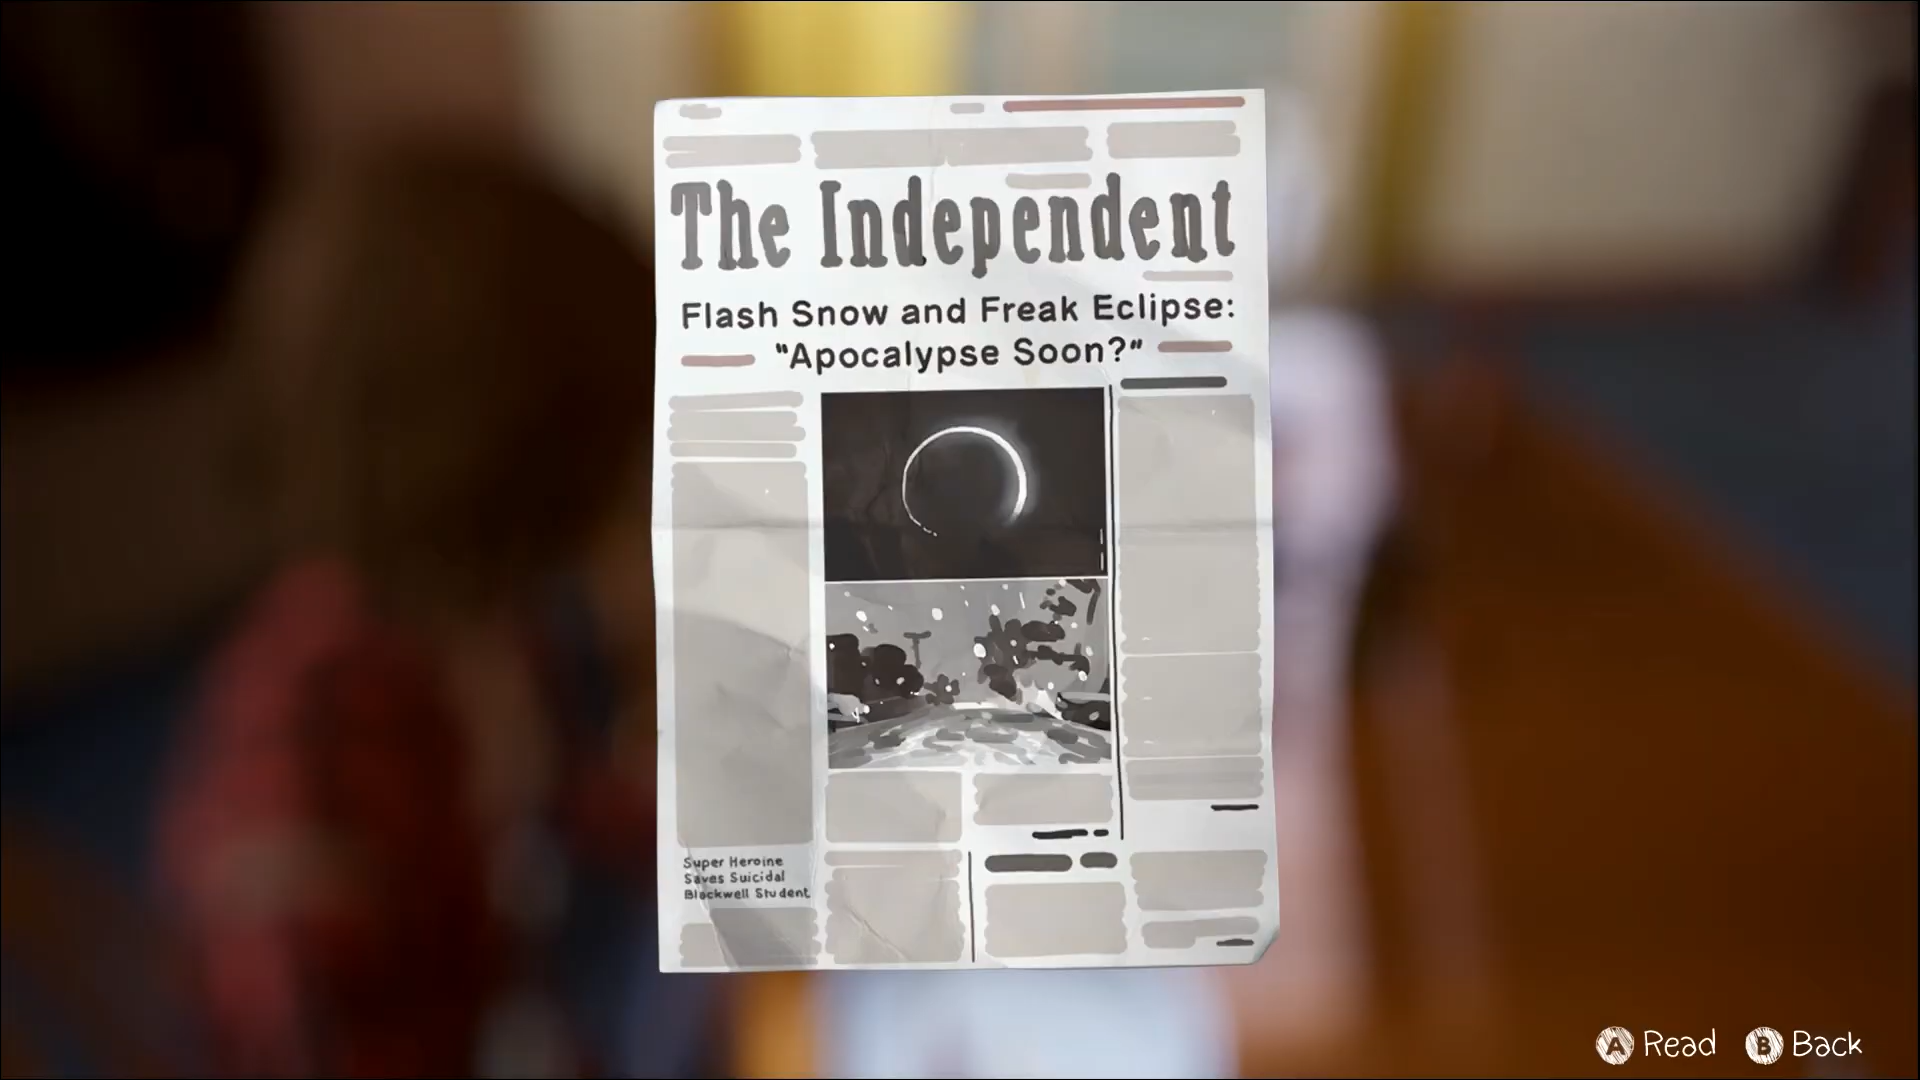 The Independent
Flash Snow and Freak Eclipse:
"Apocalypse Soon?"
Super Heroine
Saves Suicidal
Blackwell Student
A Read B Back